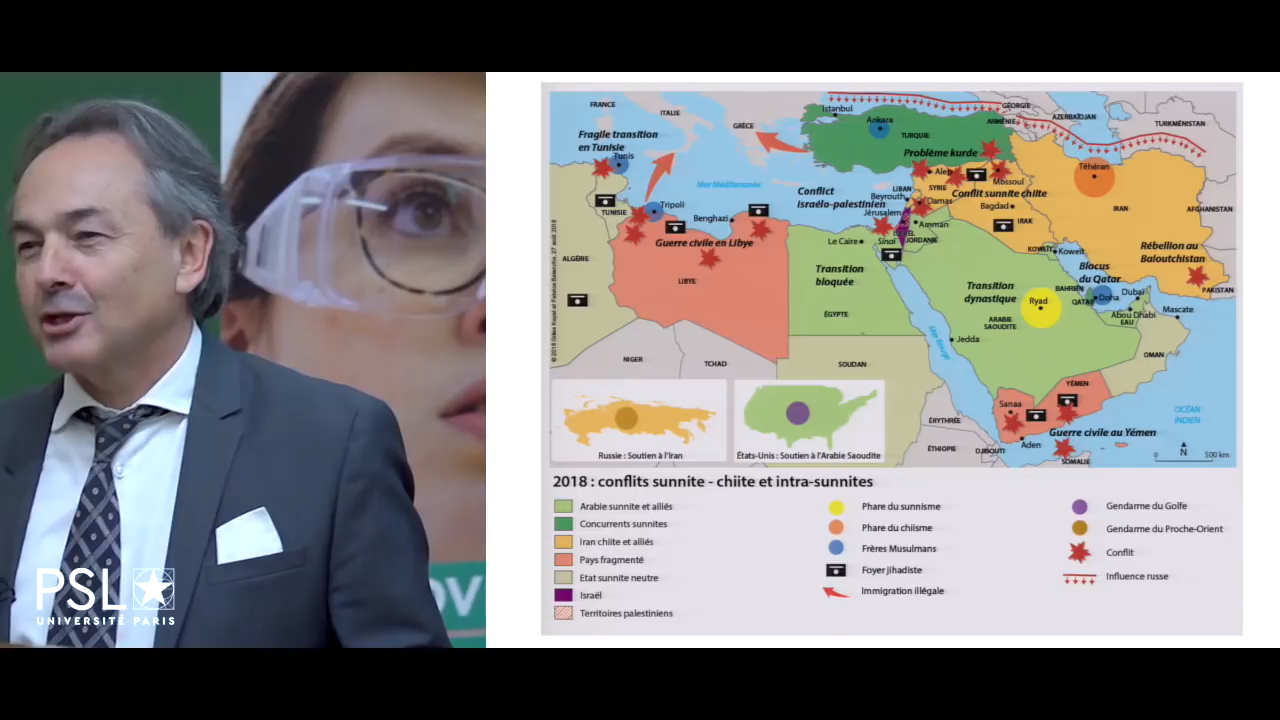 PSL
UNIVERSITÉ PARIS
OV
FRANCE
ITALIE
GRÈCE
Istanbul
Ankara
TURQUIE
GÉORGIE
ARMÉNIE
AZERBAÏDJAN
TURKMÉNISTAN
Fragile transition
en Tunisie
Tunis
Problème kurde
Téhéran
Mer Méditerranée
Conflict
israélo-palestinien
LIBAN
Beyrouth
Alep
SYRIE
Damas
Mossoul
Conflit sunnite chiite
Bagdad
IRAK
IRAN
AFGHANISTAN
TUNISIE
Tripoli
Benghazi
Jérusalem
ISRAËL
Amman
JORDANIE
Le Caire
Sinaï
Guerre civile en Libye
KOWEÏT
Koweït
Rébellion au
Baloutchistan
ALGÉRIE
LIBYE
Transition
bloquée
ÉGYPTE
Transition
dynastique
Ryad
ARABIE
SAOUDITE
Blocus
du Qatar
BAHREIN
QATAR
Doha
Dubaï
Abou Dhabi
EAU
Mascate
PAKISTAN
OMAN
Mer Rouge
Jedda
NIGER
TCHAD
SOUDAN
YÉMEN
Sanaa
Aden
Guerre civile au Yémen
ÉRYTHRÉE
ÉTHIOPIE
DJIBOUTI
SOMALIE
OCÉAN
INDIEN
N
0 500 km
Russie : Soutien à l'Iran
États-Unis : Soutien à l'Arabie Saoudite
2018 : conflits sunnite - chiite et intra-sunnites
Arabie sunnite et alliés
Concurrents sunnites
Iran chiite et alliés
Pays fragmenté
Etat sunnite neutre
Israël
Territoires palestiniens
Phare du sunnisme
Phare du chiisme
Frères Musulmans
Foyer jihadiste
Immigration illégale
Gendarme du Golfe
Gendarme du Proche-Orient
Conflit
Influence russe